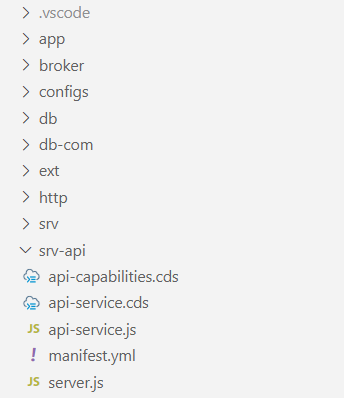 .vscode
app
broker
configs
db
db-com
ext
http
srv
srv-api
api-capabilities.cds
api-service.cds
JS api-service.js
! manifest.yml
JS server.js